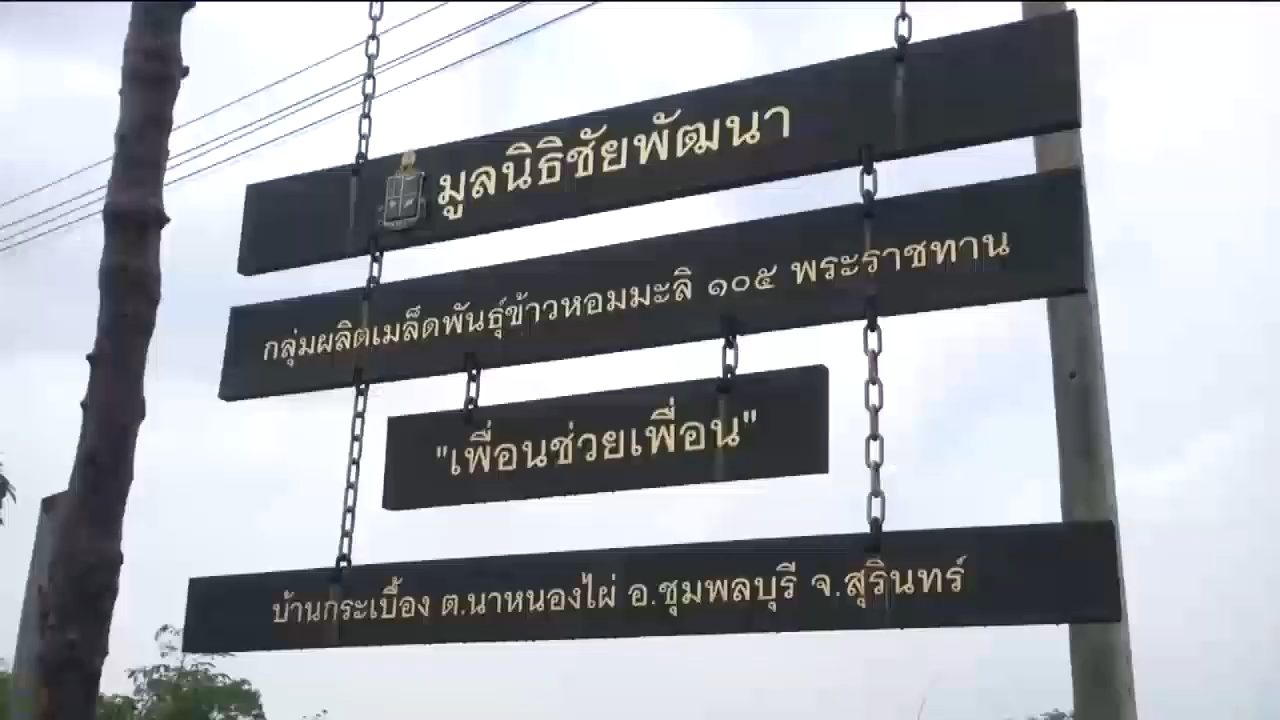 มูลนิธิชัยพัฒนา
กลุ่มผลิตเมล็ดพันธุ์ข้าวหอมมะลิ ๑๐๕ พระราชทาน
"เพื่อนช่วยเพื่อน"
บ้านกระเบื้อง ต.นาหนองไผ่ อ.ชุมพลบุรี จ.สุรินทร์